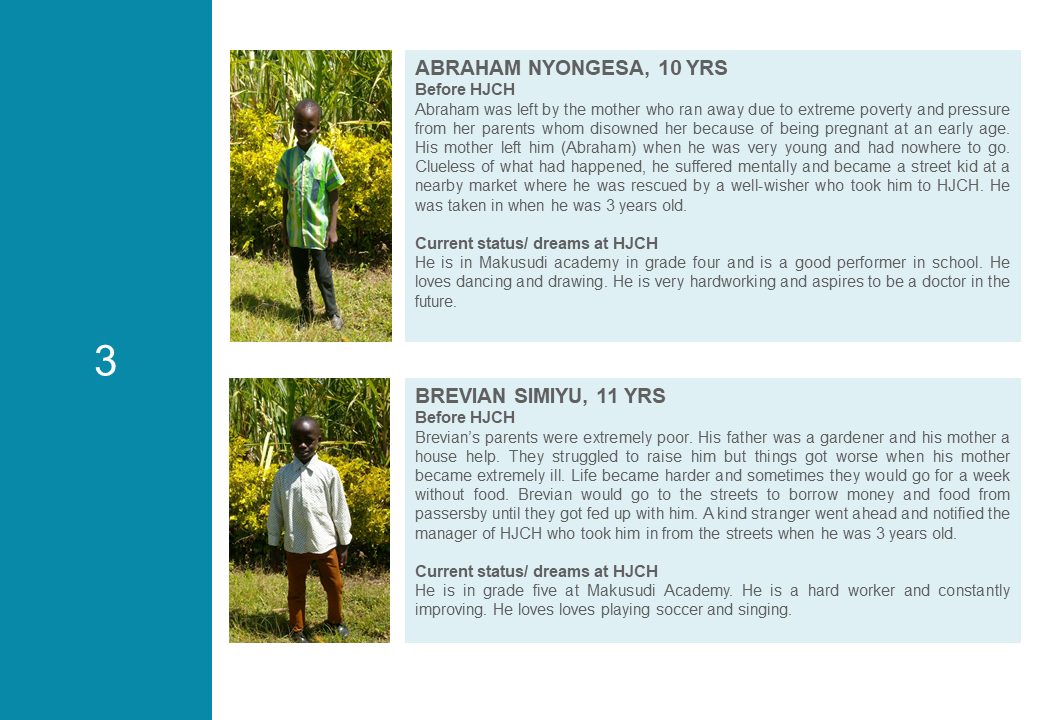 3
ABRAHAM NYONGESA, 10 YRS
Before HJCH
Abraham was left by the mother who ran away due to extreme poverty and pressure
from her parents whom disowned her because of being pregnant at an early age.
His mother left him (Abraham) when he was very young and had nowhere to go.
Clueless of what had happened, he suffered mentally and became a street kid at a
nearby market where he was rescued by a well-wisher who took him to HJCH. He
was taken in when he was 3 years old.
Current status/ dreams at HJCH
He is in Makusudi academy in grade four and is a good performer in school. He
loves dancing and drawing. He is very hardworking and aspires to be a doctor in the
future.
BREVIAN SIMIYU, 11 YRS
Before HJCH
Brevian’s parents were extremely poor. His father was a gardener and his mother a
house help. They struggled to raise him but things got worse when his mother
became extremely ill. Life became harder and sometimes they would go for a week
without food. Brevian would go to the streets to borrow money and food from
passersby until they got fed up with him. A kind stranger went ahead and notified the
manager of HJCH who took him in from the streets when he was 3 years old.
Current status/ dreams at HJCH
He is in grade five at Makusudi Academy. He is a hard worker and constantly
improving. He loves loves playing soccer and singing.